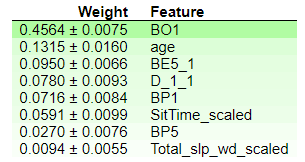 Weight Feature
0.4564 ± 0.0075 BO1
0.1315 ± 0.0160 age
0.0950 ± 0.0066 BE5_1
0.0780 ± 0.0093 D_1_1
0.0716 ± 0.0084 BP1
0.0591 ± 0.0099 SitTime_scaled
0.0270 ± 0.0076 BP5
0.0094 ± 0.0055 Total_slp_wd_scaled